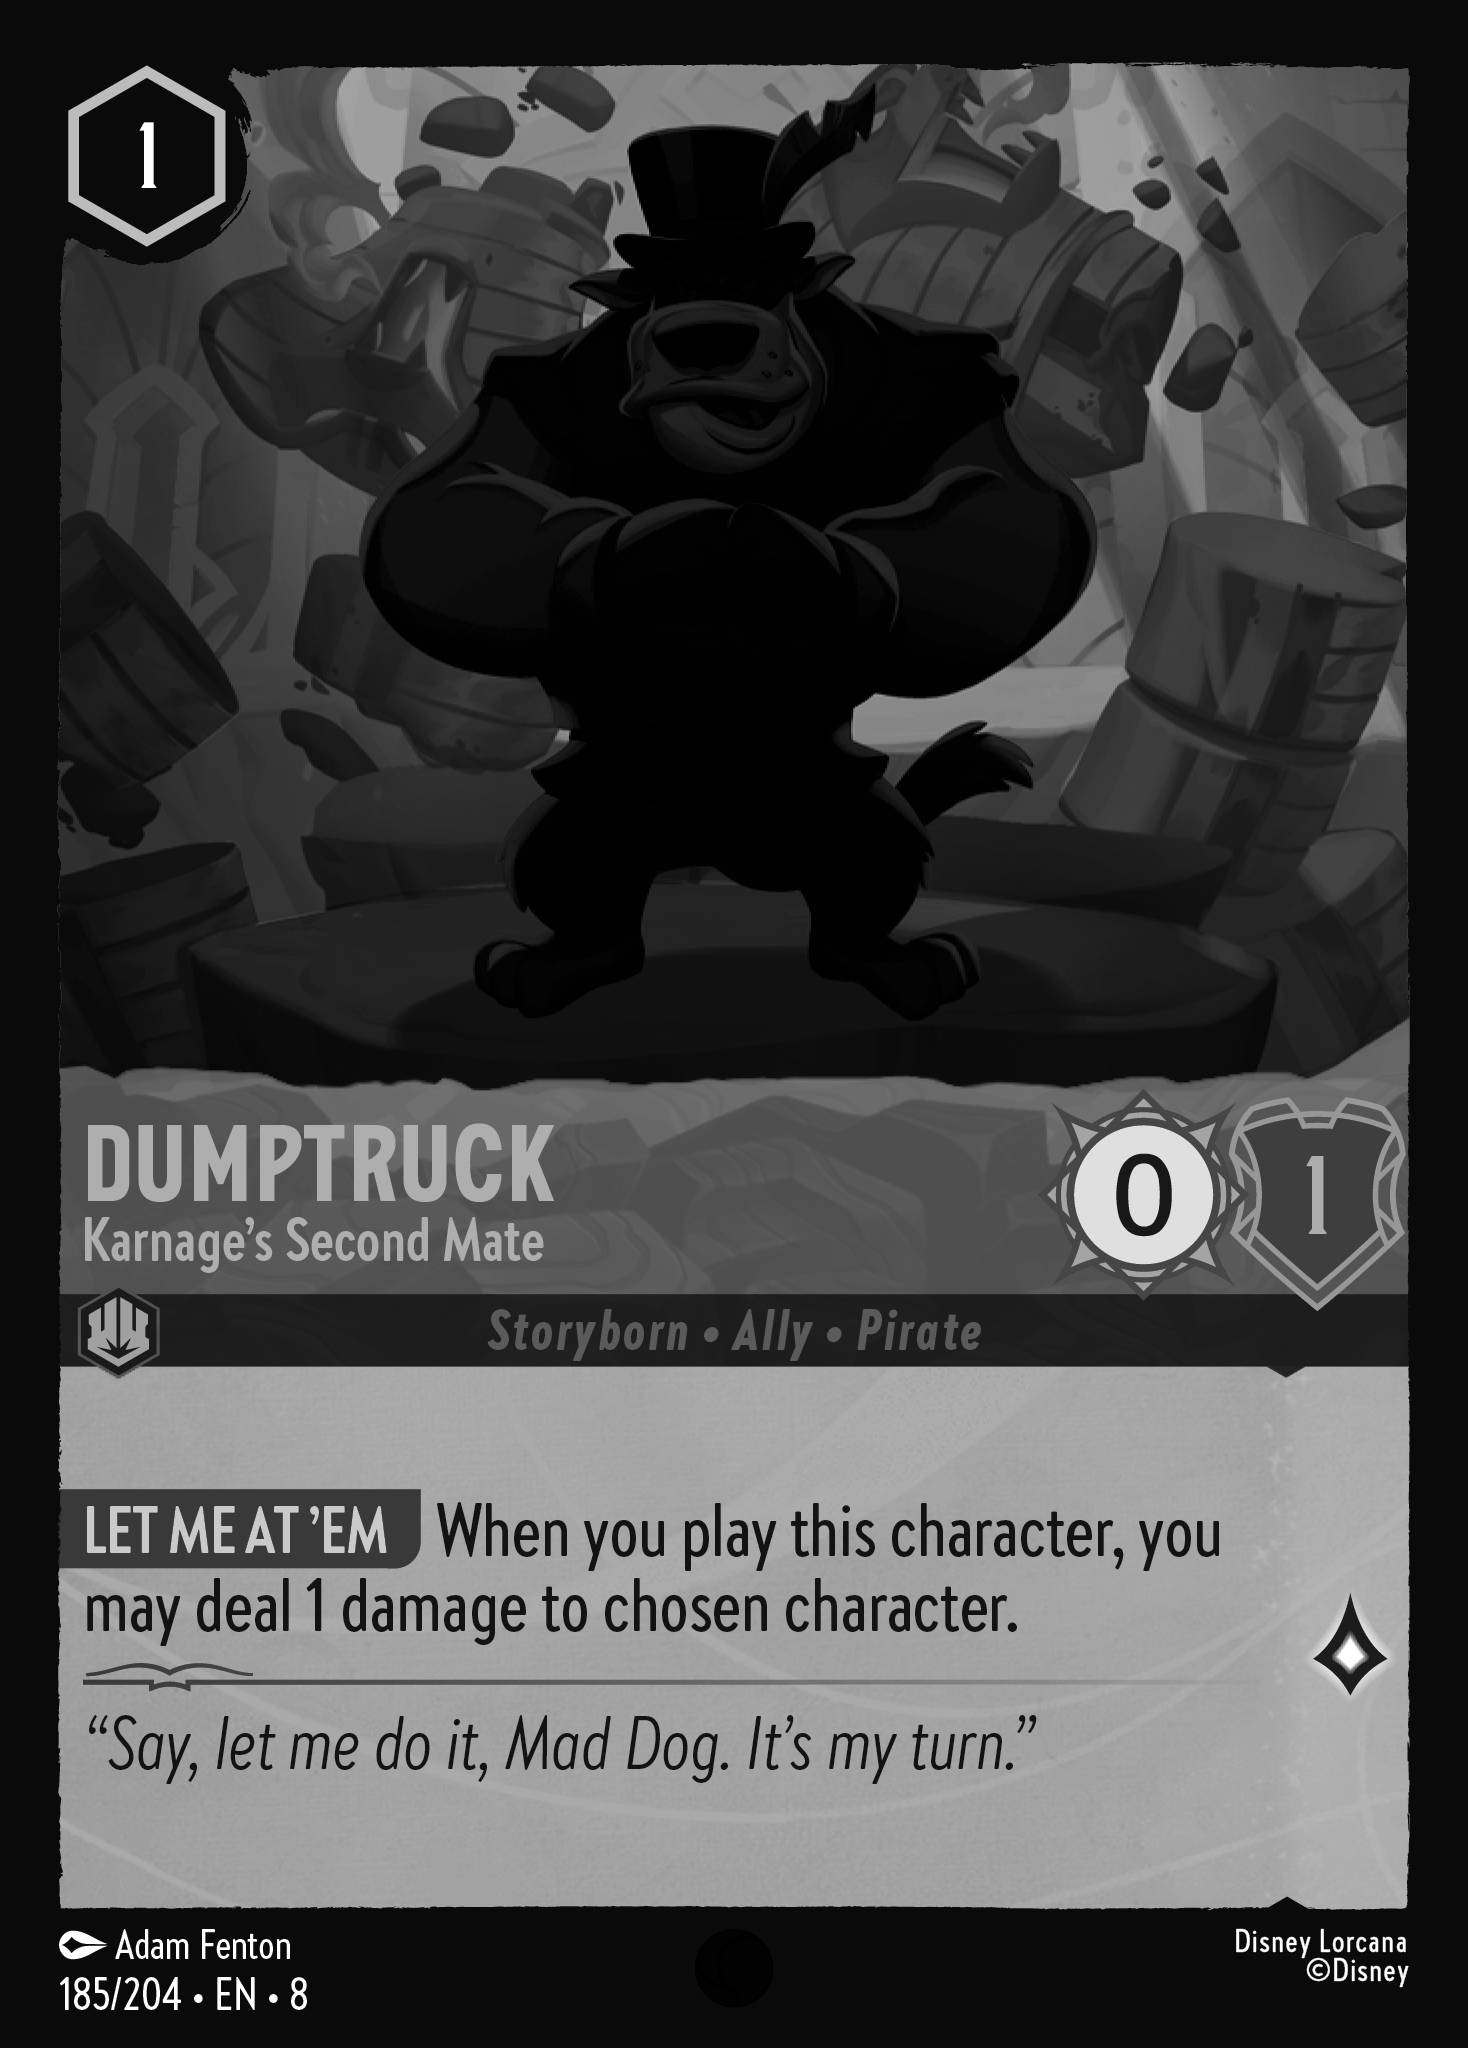 1
DUMPTRUCK
Karnage's Second Mate
0
1
Storyborn • Ally • Pirate
LET ME AT 'EM When you play this character, you
may deal 1 damage to chosen character.
“Say, let me do it, Mad Dog. It's my turn.”
Adam Fenton
185/204 • EN • 8
Disney Lorcana
©Disney